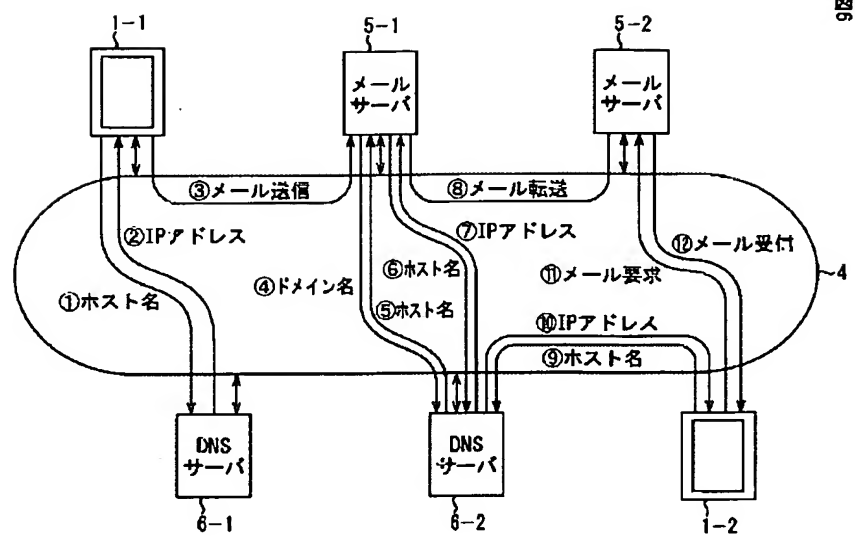 図9
1-1
5-1
5-2
メール
サーバ
メール
サーバ
③メール送信
⑧メール転送
②IPアドレス
⑦IPアドレス
⑫メール受付
⑥ホスト名
④ドメイン名
⑪メール要求
4
①ホスト名
⑤ホスト名
⑩IPアドレス
⑨ホスト名
DNS
サーバ
DNS
サーバ
6-1
6-2
1-2